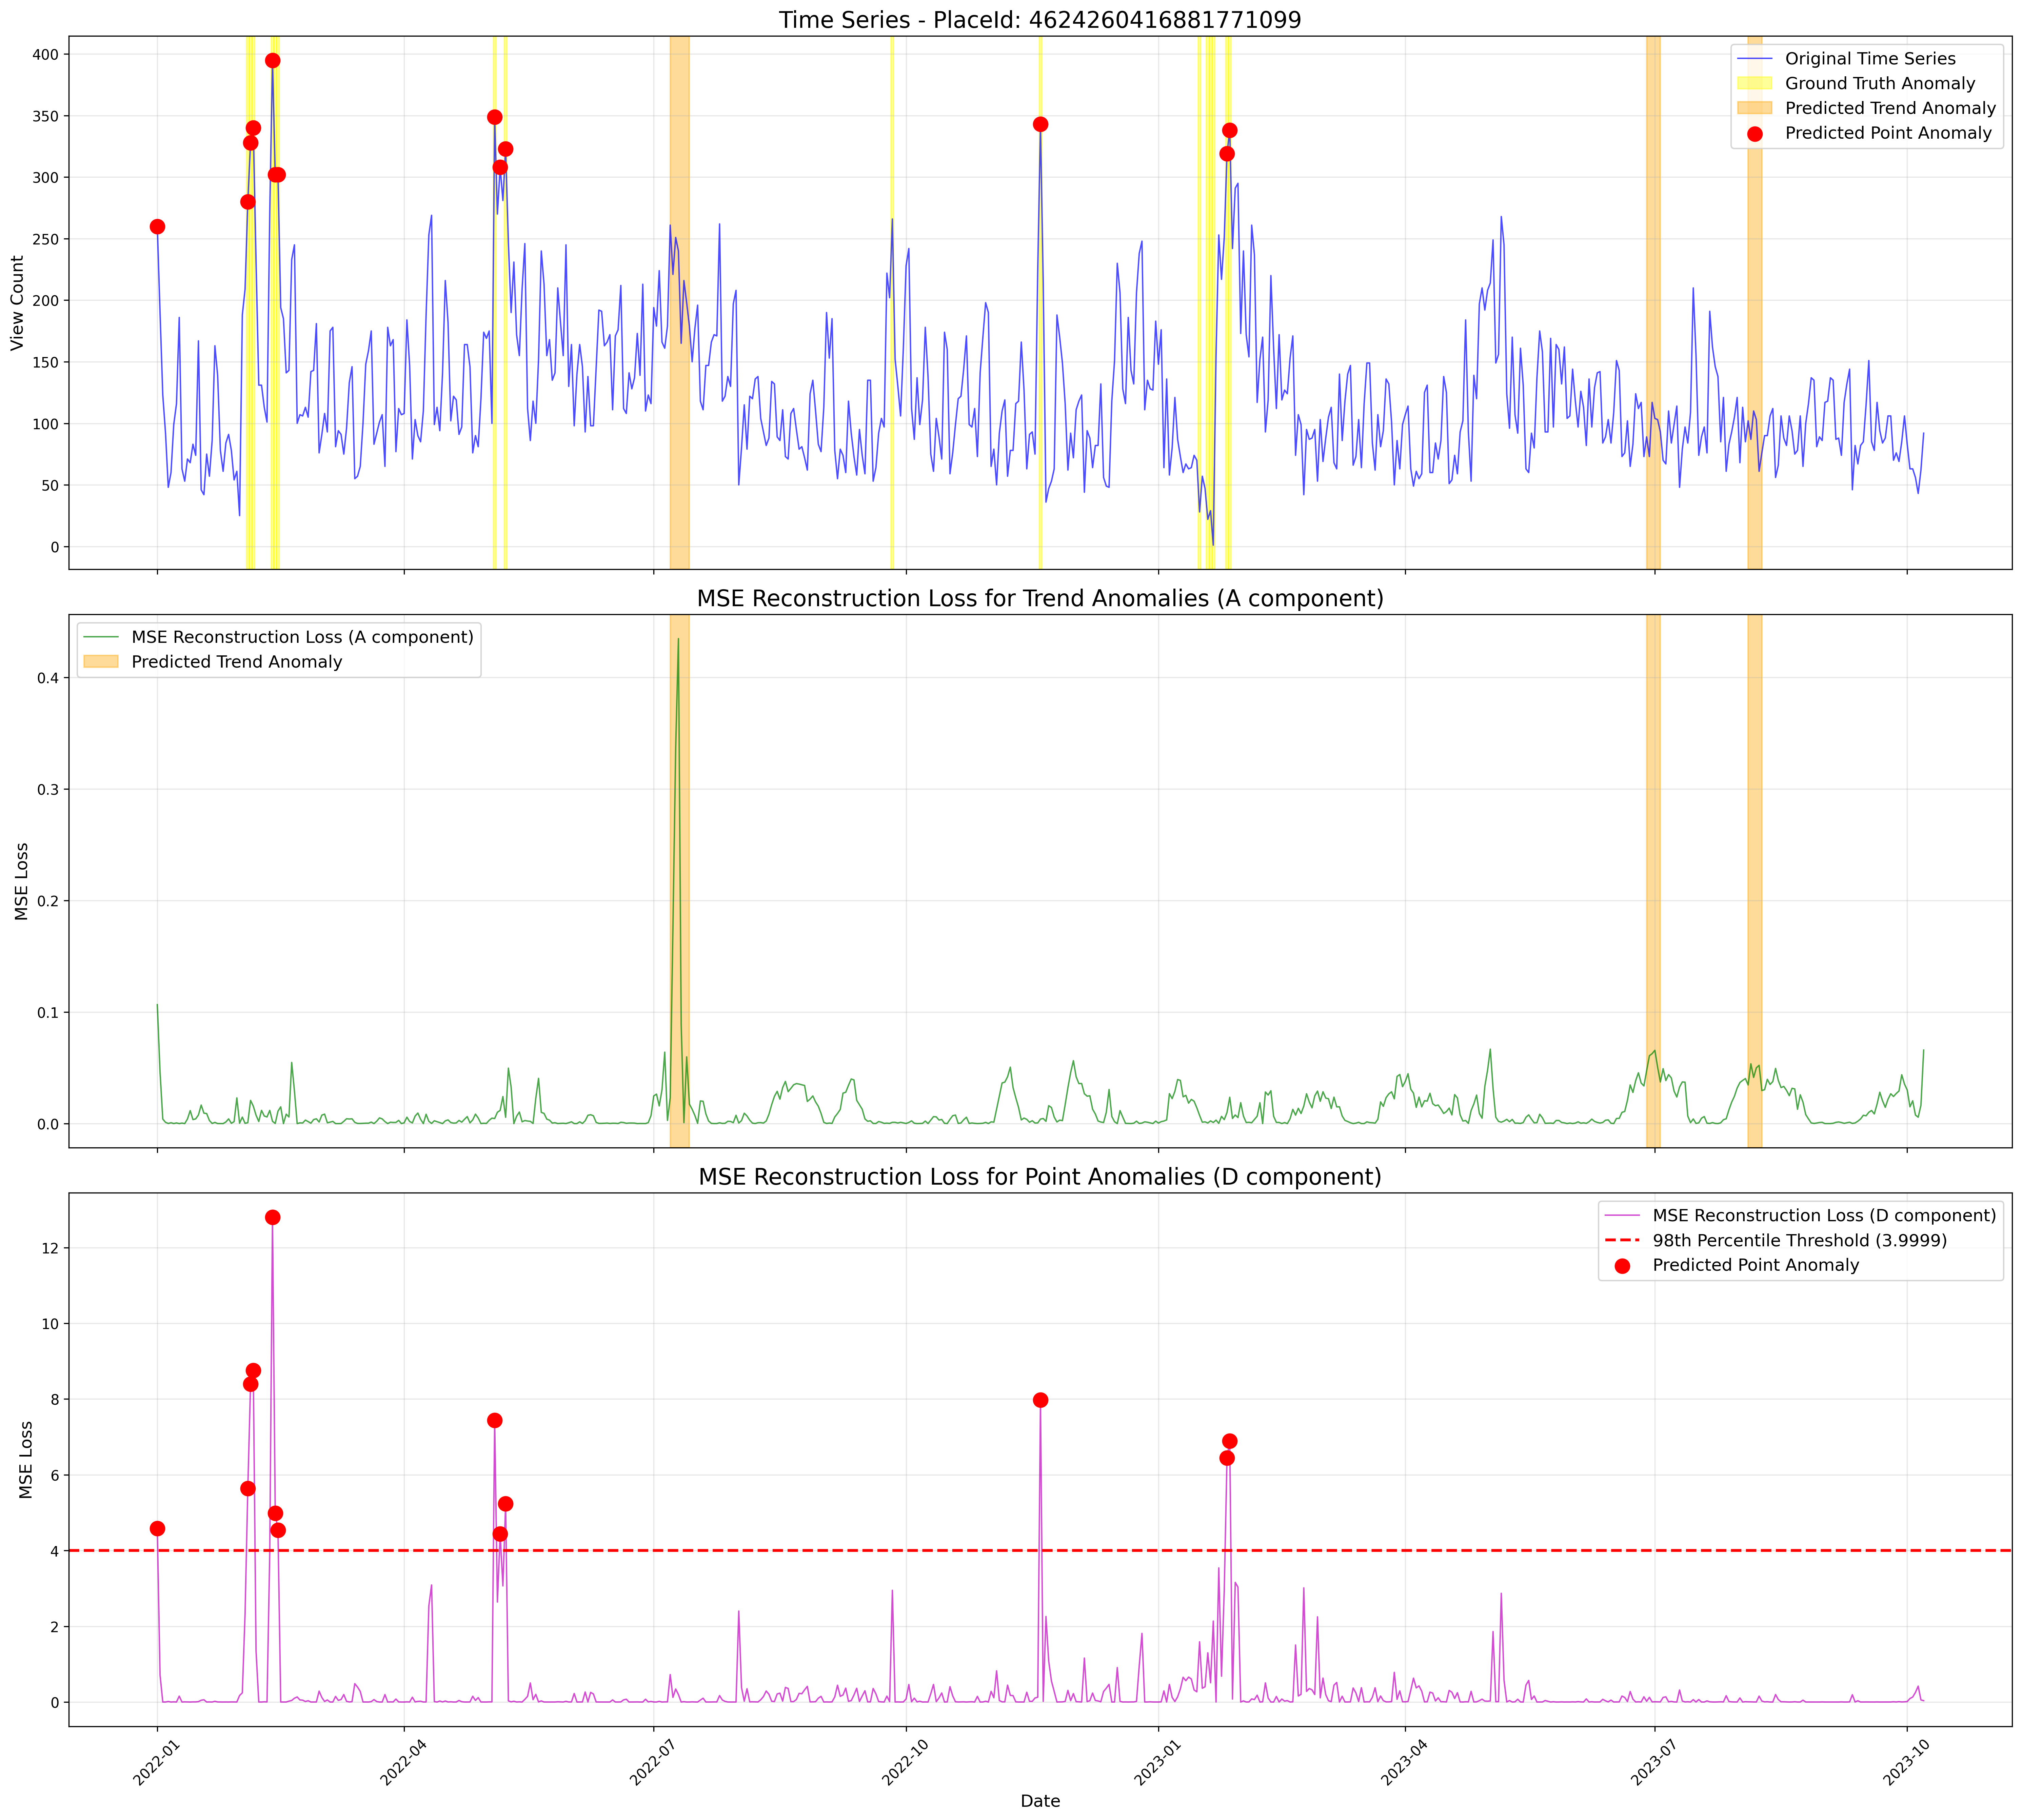 Time Series - PlaceId: 4624260416881771099
400
350
300
250
200
150
100
50
0
View Count
Original Time Series
Ground Truth Anomaly
Predicted Trend Anomaly
Predicted Point Anomaly
MSE Reconstruction Loss for Trend Anomalies (A component)
MSE Reconstruction Loss (A component)
Predicted Trend Anomaly
0.4
0.3
0.2
0.1
0.0
MSE Loss
MSE Reconstruction Loss for Point Anomalies (D component)
MSE Reconstruction Loss (D component)
98th Percentile Threshold (3.9999)
Predicted Point Anomaly
12
10
8
6
4
2
0
MSE Loss
2022-01
2022-04
2022-07
2022-10
2023-01
2023-04
2023-07
2023-10
Date